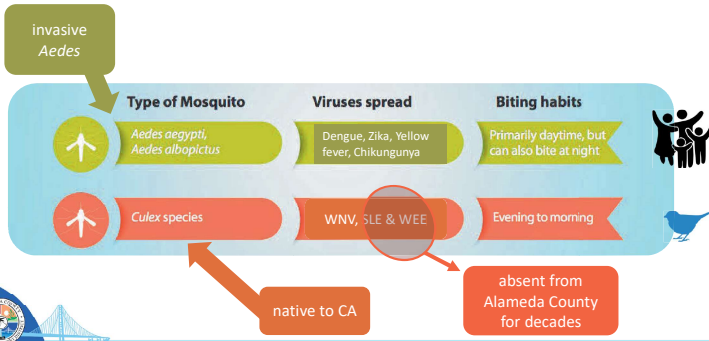 invasive
Aedes
Type of Mosquito
Viruses spread
Biting habits
Aedes aegypti,
Aedes albopictus
Dengue, Zika, Yellow
fever, Chikungunya
Primarily daytime, but
can also bite at night
Culex species
WNV, SLE & WEE
Evening to morning
native to CA
absent from
Alameda County
for decades